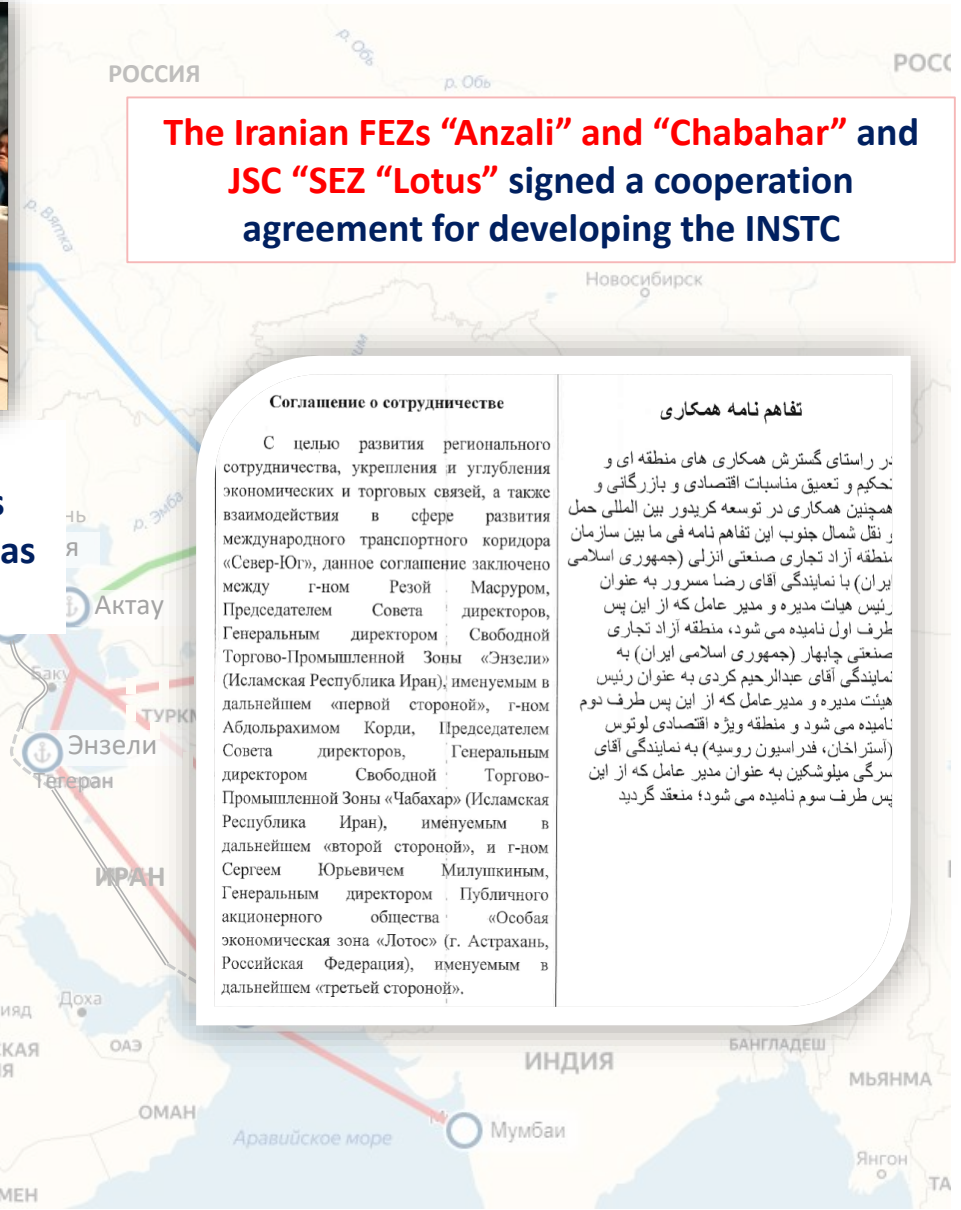 р. Обь
РОССИЯ
р. Обь
The Iranian FEZs “Anzali” and “Chabahar” and
JSC “SEZ “Lotus” signed a cooperation
agreement for developing the INSTC
р. Вятка
Новосибирск
as
р. Эмба
Актау
Баку
Энзели
Тегеран
ИРАН
Доха
ОАЭ
ОМАН
Аравийское море
Мумбаи
ИНДИЯ
БАНГЛАДЕШ
МЬЯНМА
Янгон
Соглашение о сотрудничестве
С целью развития регионального
сотрудничества, укрепления и углубления
экономических и торговых связей, а также
взаимодействия в сфере развития
международного транспортного коридора
«Север-Юг», данное соглашение заключено
между г-ном Резой Масруром,
Председателем Совета директоров,
Генеральным директором Свободной
Торгово-Промышленной Зоны «Энзели»
(Исламская Республика Иран), именуемым в
дальнейшем «первой стороной», г-ном
Абдольрахимом Корди, Председателем
Совета директоров, Генеральным
директором Свободной Торгово-
Промышленной Зоны «Чабахар» (Исламская
Республика Иран), именуемым в
дальнейшем «второй стороной», и г-ном
Сергеем Юрьевичем Милушкиным,
Генеральным директором Публичного
акционерного общества «Особая
экономическая зона «Лотос» (г. Астрахань,
Российская Федерация), именуемым в
дальнейшем «третьей стороной».
تفاهم نامه همکاری
در راستای گسترش همکاری های منطقه ای و
تحکیم و تعمیق مناسبات اقتصادی و بازرگانی و
همچنین همکاری در توسعه کریدور بین المللی حمل
و نقل شمال جنوب این تفاهم نامه فی ما بین سازمان
منطقه آزاد تجاری صنعتی انزلی (جمهوری اسلامی
ایران) با نمایندگی آقای رضا مسرور به عنوان
رئیس هیات مدیره و مدیر عامل که از این پس
طرف اول نامیده می شود، منطقه آزاد تجاری
صنعتی چابهار (جمهوری اسلامی ایران) به
نمایندگی آقای عبدالرحیم کردی به عنوان رئیس
هیئت مدیره و مدیرعامل که از این پس طرف دوم
نامیده می شود و منطقه ویژه اقتصادی لوتوس
(آستراخان، فدراسیون روسیه) به نمایندگی آقای
سرگی میلوشکین به عنوان مدیر عامل که از این
پس طرف سوم نامیده می شود؛ منعقد گردید